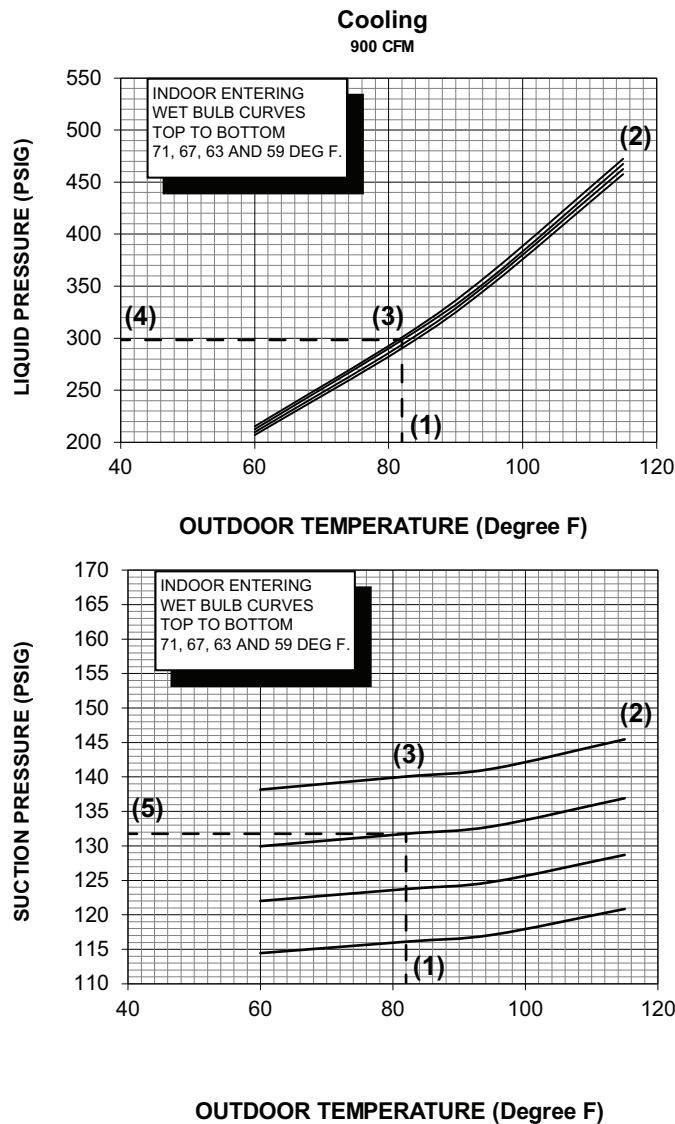 Cooling
900 CFM
550
500
450
400
350
300
250
200
LIQUID PRESSURE (PSIG)
INDOOR ENTERING
WET BULB CURVES
TOP TO BOTTOM
71, 67, 63 AND 59 DEG F.
(2)
(4)
(3)
(1)
40 60 80 100 120
OUTDOOR TEMPERATURE (Degree F)
170
165
160
155
150
145
140
135
130
125
120
115
110
SUCTION PRESSURE (PSIG)
INDOOR ENTERING
WET BULB CURVES
TOP TO BOTTOM
71, 67, 63 AND 59 DEG F.
(2)
(3)
(5)
(1)
40 60 80 100 120
OUTDOOR TEMPERATURE (Degree F)